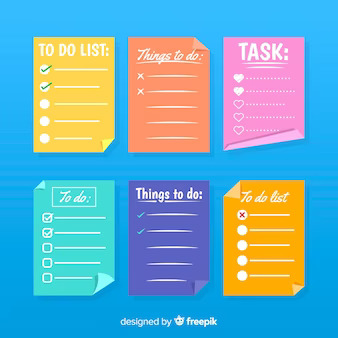 TO DO LIST:
Things to do:
TASK:
To do:
Things to do:
To do list
designed by freepik